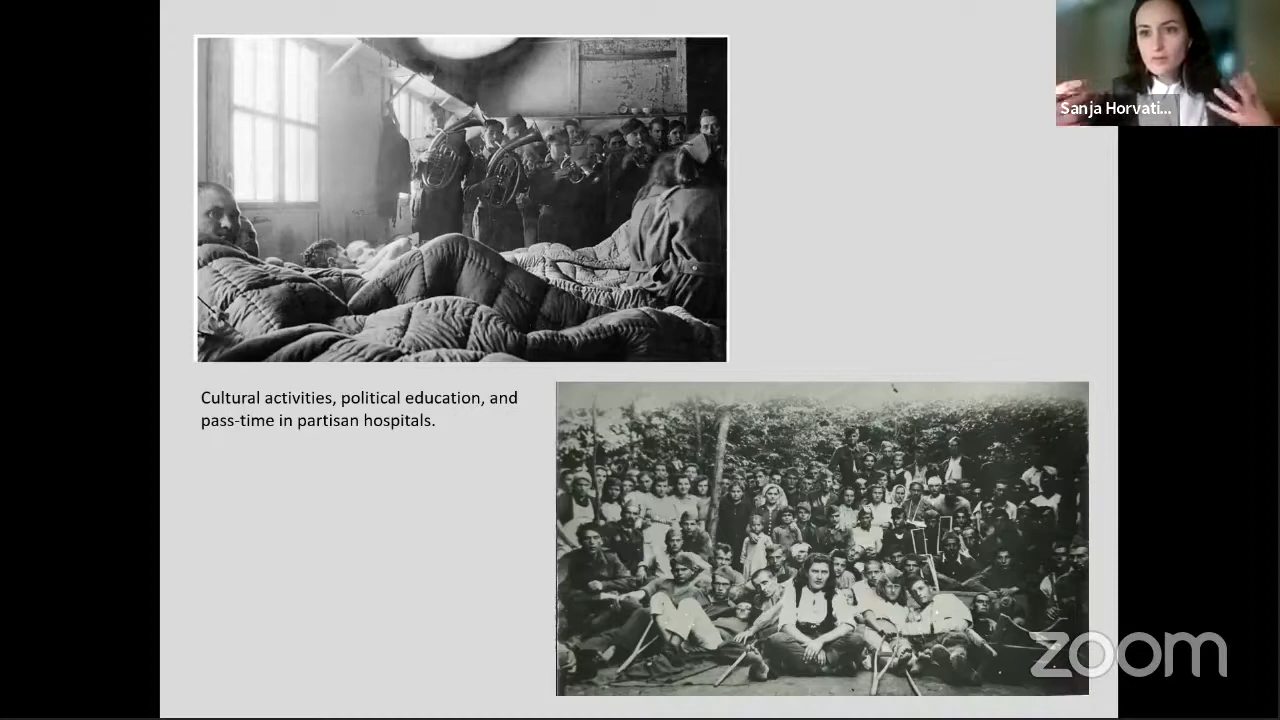 Sanja Horvati...
Cultural activities, political education, and
pass-time in partisan hospitals.
zoom